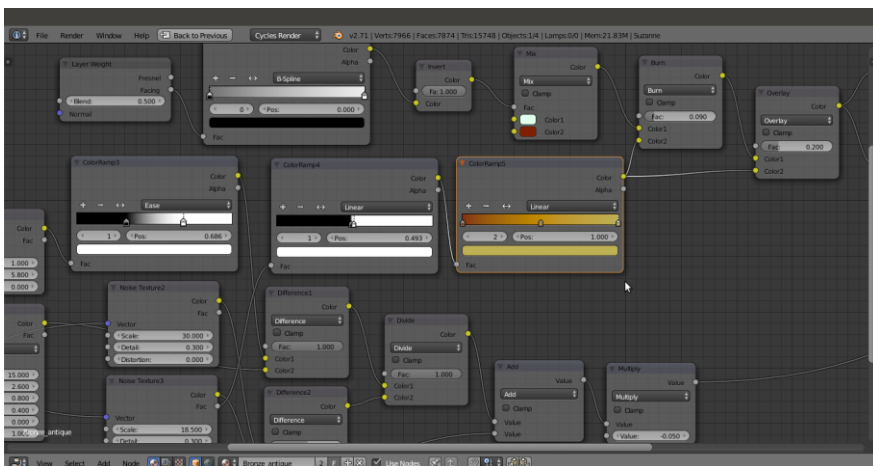 File Render Window Help Back to Previous Cycles Render v2.71 | Verts:7966 | Faces:7874 | Tris:15748 | Objects:1/4 | Lamps:0/0 | Mem:21.83M | Suzanne
Layer Weight
Fresnel
Facing
Blend: 0.500
Normal
Color
Alpha
B-Spline
0 Pos: 0.000
Fac
Invert
Color
Fa: 1.000
Color
Mix
Color
Mix
Clamp
Fac
Color1
Color2
Burn
Color
Burn
Clamp
Fac: 0.090
Color1
Color2
Overlay
Color
Overlay
Clamp
Fac: 0.200
Color1
Color2
ColorRamp3
Color
Alpha
Ease
1 Pos: 0.686
Fac
ColorRamp4
Color
Alpha
Linear
1 Pos: 0.493
Fac
ColorRamp5
Color
Alpha
Linear
2 Pos: 1.000
Fac
Color
Fac
1.000
5.800
0.000
Color
Fac
15.000
2.600
0.800
0.400
0.000
Noise Texture2
Color
Fac
Vector
Scale: 30.000
Detail: 0.300
Distortion: 0.000
Noise Texture3
Color
Fac
Vector
Scale: 18.500
Detail: 0.300
Difference1
Color
Difference
Clamp
Fac: 1.000
Color1
Color2
Difference2
Color
Difference
Clamp
Divide
Color
Divide
Clamp
Fac: 1.000
Color1
Color2
Add
Value
Add
Clamp
Value
Value
Multiply
Value
Multiply
Clamp
Value
Value: -0.050
View Select Add Node Bronze antique 2 F Use Nodes